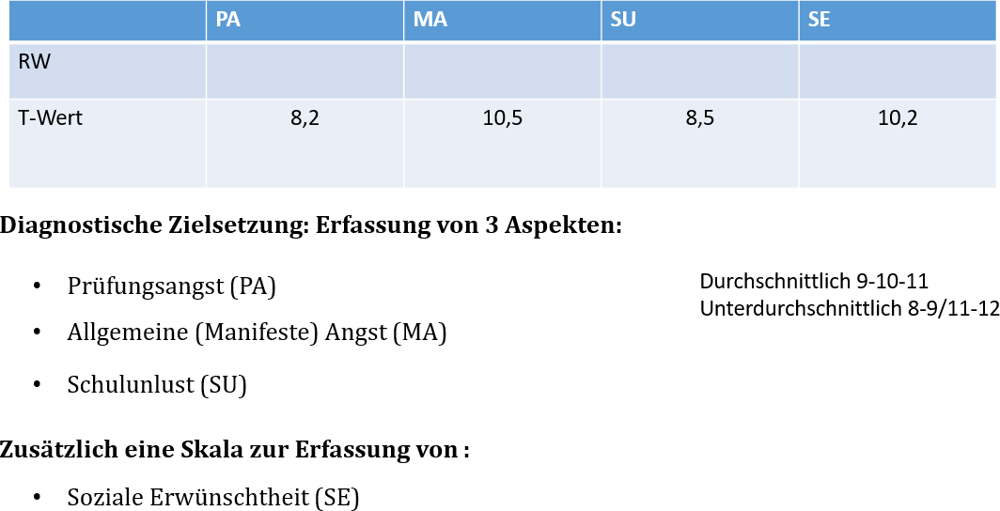 PA MA SU SE
RW
T-Wert 8,2 10,5 8,5 10,2
Diagnostische Zielsetzung: Erfassung von 3 Aspekten:
• Prüfungsangst (PA)
Durchschnittlich 9-10-11
Unterdurchschnittlich 8-9/11-12
• Allgemeine (Manifeste) Angst (MA)
• Schulunlust (SU)
Zusätzlich eine Skala zur Erfassung von :
• Soziale Erwünschtheit (SE)